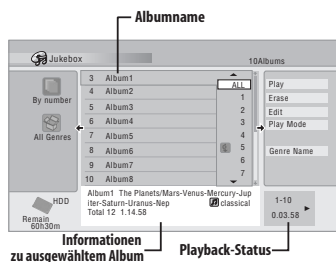 Albumname
Jukebox
10Albums
By number
All Genres
3 Album1
4 Album2
5 Album3
6 Album4
7 Album5
8 Album6
9 Album7
10 Album8
ALL
1
2
3
4
5
6
7
Play
Erase
Edit
Play Mode
Genre Name
HDD
Remain
60h30m
Album1 The Planets/Mars-Venus-Mercury-Jup
iter-Saturn-Uranus-Nep classical
Total 12 1.14.58
1-10
0.03.58
Informationen
zu ausgewähltem Album
Playback-Status